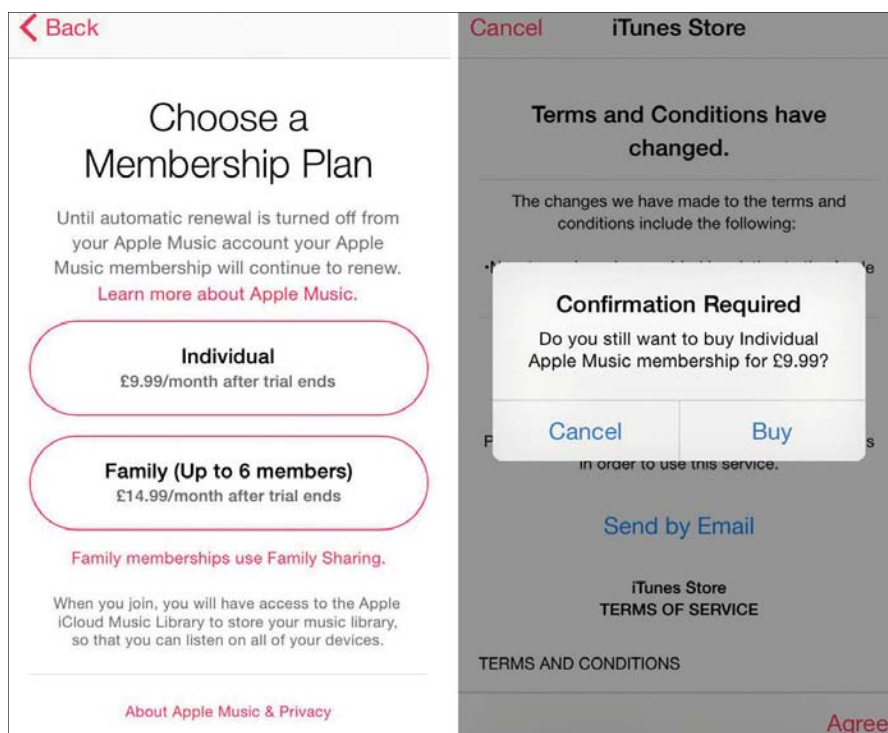 Back
Choose a
Membership Plan
Until automatic renewal is turned off from
your Apple Music account your Apple
Music membership will continue to renew.
Learn more about Apple Music.
Individual
£9.99/month after trial ends
Family (Up to 6 members)
£14.99/month after trial ends
Family memberships use Family Sharing.
When you join, you will have access to the Apple
iCloud Music Library to store your music library,
so that you can listen on all of your devices.
About Apple Music & Privacy
Cancel iTunes Store
Terms and Conditions have
changed.
The changes we have made to the terms and
conditions include the following:
Confirmation Required
Do you still want to buy Individual
Apple Music membership for £9.99?
Cancel Buy
in order to use this service.
Send by Email
iTunes Store
TERMS OF SERVICE
TERMS AND CONDITIONS
Agree